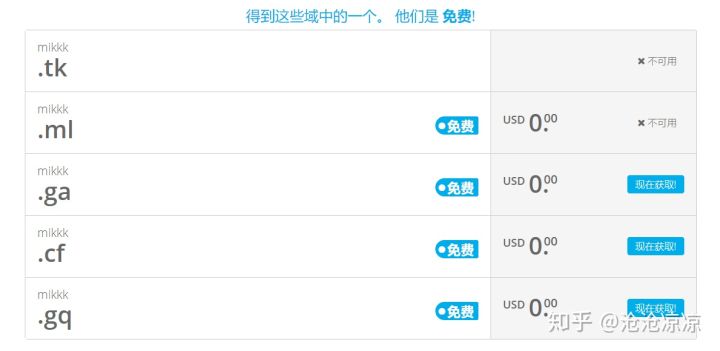 得到这些域中的一个。 他们是 免费!
mikkk
.tk
✖ 不可用
mikkk
.ml
免费
USD 0.00
✖ 不可用
mikkk
.ga
免费
USD 0.00
现在获取!
mikkk
.cf
免费
USD 0.00
现在获取!
mikkk
.gq
免费
USD 0.00
现在获取!
知乎 @沧沧凉凉